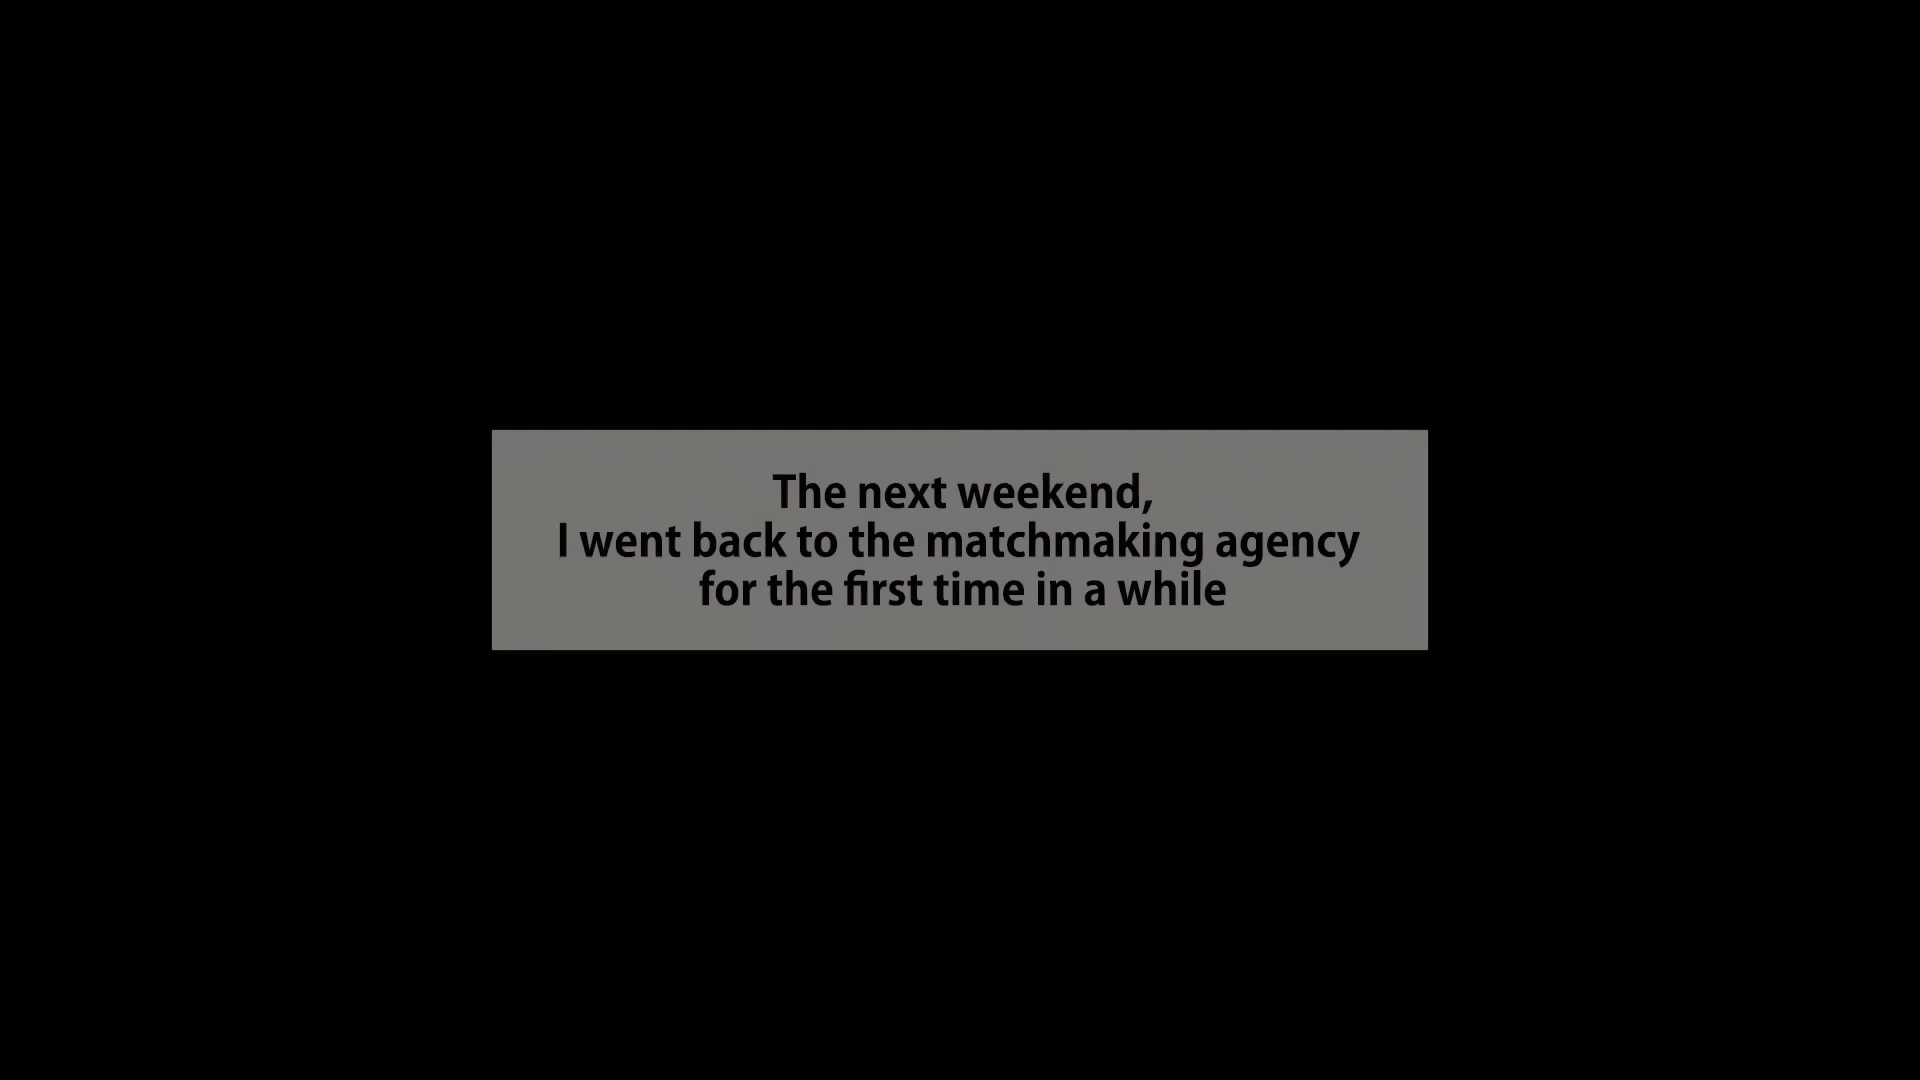 The next weekend,
I went back to the matchmaking agency
for the first time in a while